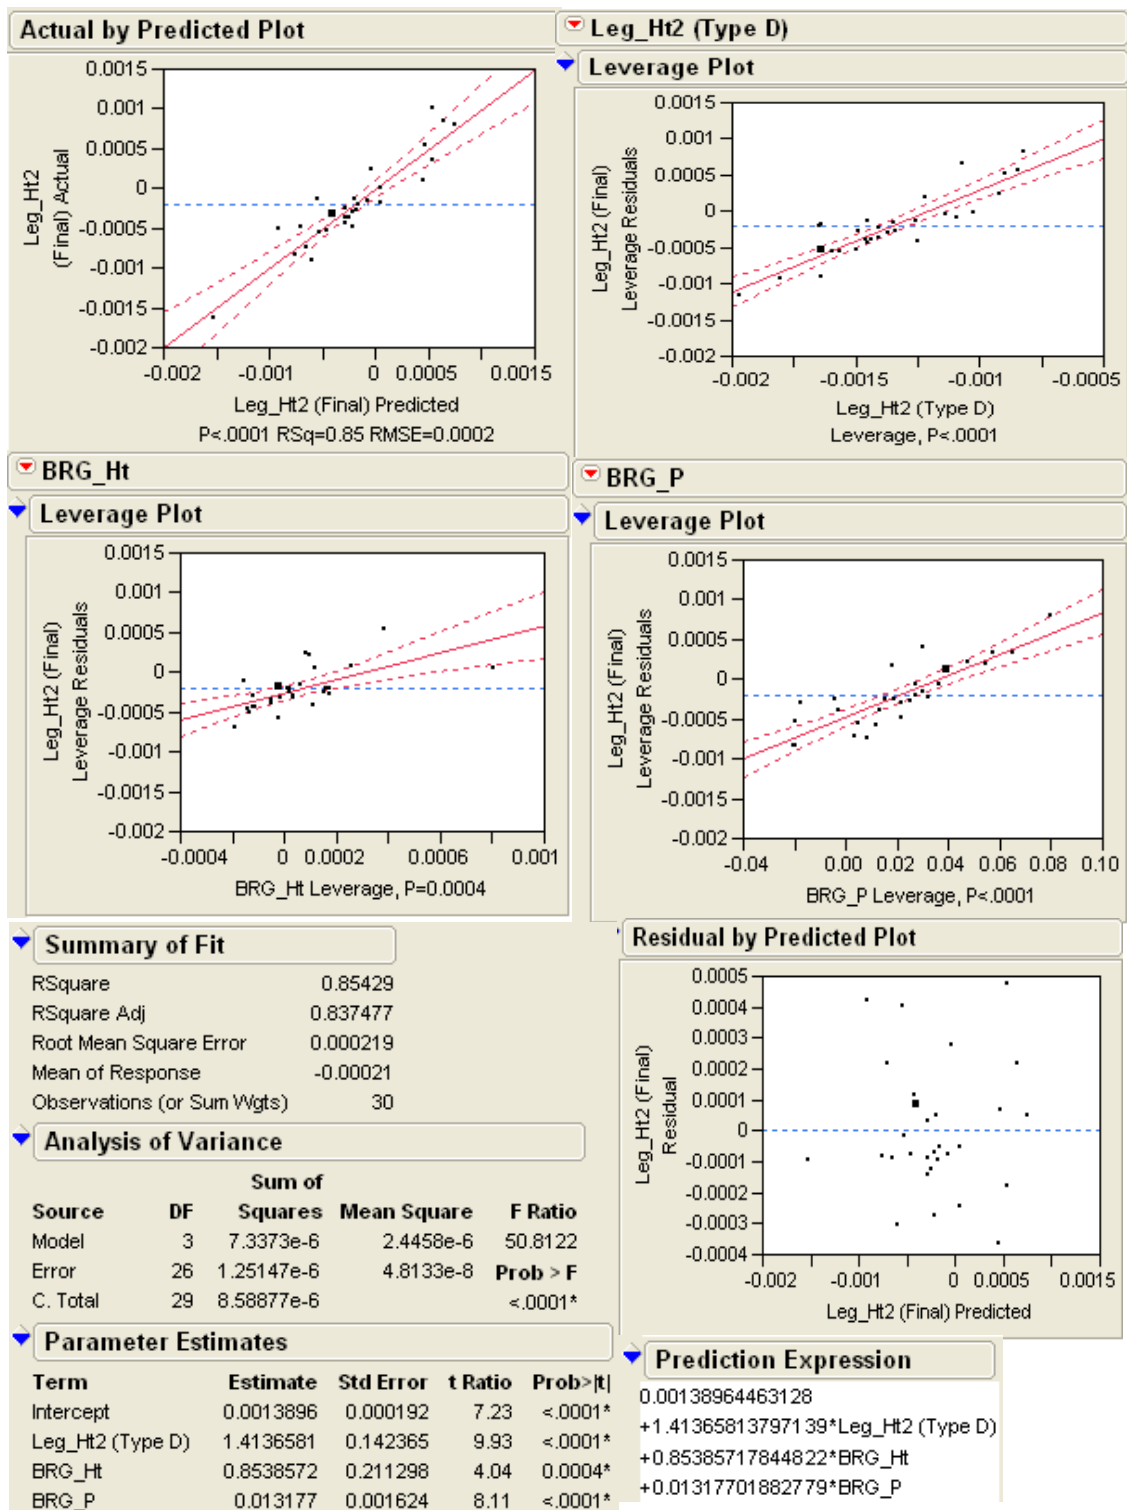 Actual by Predicted Plot
0.0015
0.001
0.0005
0
-0.0005
-0.001
-0.0015
-0.002
Leg_Ht2
(Final) Actual
-0.002 -0.001 0 0.0005 0.0015
Leg_Ht2 (Final) Predicted
P<.0001 RSq=0.85 RMSE=0.0002
Leg_Ht2 (Type D)
Leverage Plot
0.0015
0.001
0.0005
0
-0.0005
-0.001
-0.0015
-0.002
Leg_Ht2 (Final)
Leverage Residuals
-0.002 -0.0015 -0.001 -0.0005
Leg_Ht2 (Type D)
Leverage, P<.0001
BRG_Ht
Leverage Plot
0.0015
0.001
0.0005
0
-0.0005
-0.001
-0.0015
-0.002
Leg_Ht2 (Final)
Leverage Residuals
-0.0004 0 0.0002 0.0006 0.001
BRG_Ht Leverage, P=0.0004
BRG_P
Leverage Plot
0.0015
0.001
0.0005
0
-0.0005
-0.001
-0.0015
-0.002
Leg_Ht2 (Final)
Leverage Residuals
-0.04 0.00 0.02 0.04 0.06 0.08 0.10
BRG_P Leverage, P<.0001
Summary of Fit
RSquare 0.85429
RSquare Adj 0.837477
Root Mean Square Error 0.000219
Mean of Response -0.00021
Observations (or Sum Wgts) 30
Analysis of Variance
Sum of
Source DF Squares Mean Square F Ratio
Model 3 7.3373e-6 2.4458e-6 50.8122
Error 26 1.25147e-6 4.8133e-8 Prob > F
C. Total 29 8.58877e-6 <.0001*
Parameter Estimates
Term Estimate Std Error t Ratio Prob>|t|
Intercept 0.0013896 0.000192 7.23 <.0001*
Leg_Ht2 (Type D) 1.4136581 0.142365 9.93 <.0001*
BRG_Ht 0.8538572 0.211298 4.04 0.0004*
BRG_P 0.013177 0.001624 8.11 <.0001*
Residual by Predicted Plot
0.0005
0.0004
0.0003
0.0002
0.0001
0
-0.0001
-0.0002
-0.0003
-0.0004
Leg_Ht2 (Final)
Residual
-0.002 -0.001 0 0.0005 0.0015
Leg_Ht2 (Final) Predicted
Prediction Expression
0.00138964463128
+1.41365813797139*Leg_Ht2 (Type D)
+0.85385717844822*BRG_Ht
+0.01317701882779*BRG_P